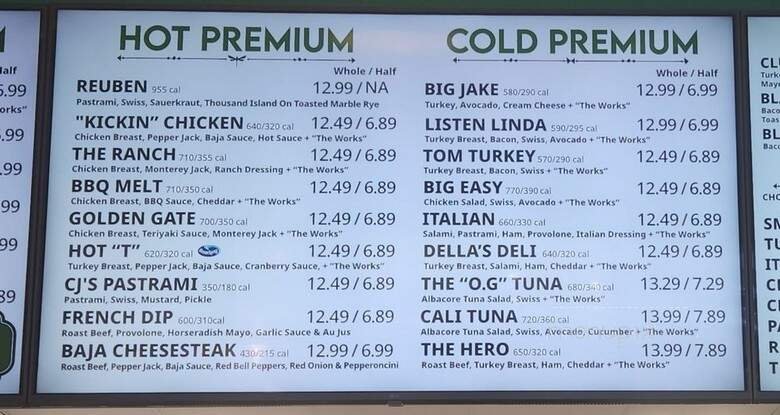 HOT PREMIUM
Whole / Half
REUBEN 955 cal 12.99 / NA
Pastrami, Swiss, Sauerkraut, Thousand Island On Toasted Marble Rye
"KICKIN" CHICKEN 640/320 cal 12.49 / 6.89
Chicken Breast, Pepper Jack, Baja Sauce, Hot Sauce + "The Works"
THE RANCH 710/355 cal 12.49 / 6.89
Chicken Breast, Monterey Jack, Ranch Dressing + "The Works"
BBQ MELT 710/350 cal 12.49 / 6.89
Chicken Breast, BBQ Sauce, Cheddar + "The Works"
GOLDEN GATE 700/350 cal 12.49 / 6.89
Chicken Breast, Teriyaki Sauce, Monterey Jack + "The Works"
HOT "T" 620/320 cal 12.49 / 6.89
Turkey Breast, Pepper Jack, Baja Sauce, Cranberry Sauce, + "The Works"
CJ'S PASTRAMI 350/180 cal 12.49 / 6.89
Pastrami, Swiss, Mustard, Pickle
FRENCH DIP 600/310cal 12.49 / 6.89
Roast Beef, Provolone, Horseradish Mayo, Garlic Sauce & Au Jus
BAJA CHEESESTEAK 430/215 cal 12.99 / 6.99
Roast Beef, Pepper Jack, Baja Sauce, Red Bell Peppers, Red Onion & Pepperoncini
COLD PREMIUM
Whole / Half
BIG JAKE 580/290 cal 12.99 / 6.99
Turkey, Avocado, Cream Cheese + "The Works"
LISTEN LINDA 590/295 cal 12.99 / 6.99
Turkey Breast, Bacon, Swiss, Avocado + "The Works"
TOM TURKEY 570/290 cal 12.49 / 6.89
Turkey Breast, Bacon, Swiss + "The Works"
BIG EASY 770/390 cal 12.49 / 6.89
Chicken Salad, Swiss, Avocado + "The Works"
ITALIAN 660/330 cal 12.49 / 6.89
Salami, Pastrami, Ham, Provolone, Italian Dressing + "The Works"
DELLA'S DELI 640/320 cal 12.49 / 6.89
Turkey Breast, Salami, Ham, Cheddar + "The Works"
THE "O.G" TUNA 680/340 cal 13.29 / 7.29
Albacore Tuna Salad, Swiss + "The Works"
CALI TUNA 720/360 cal 13.99 / 7.89
Albacore Tuna Salad, Swiss, Avocado, Cucumber + "The Works"
THE HERO 650/320 cal 13.99 / 7.89
Roast Beef, Turkey Breast, Ham, Cheddar + "The Works"